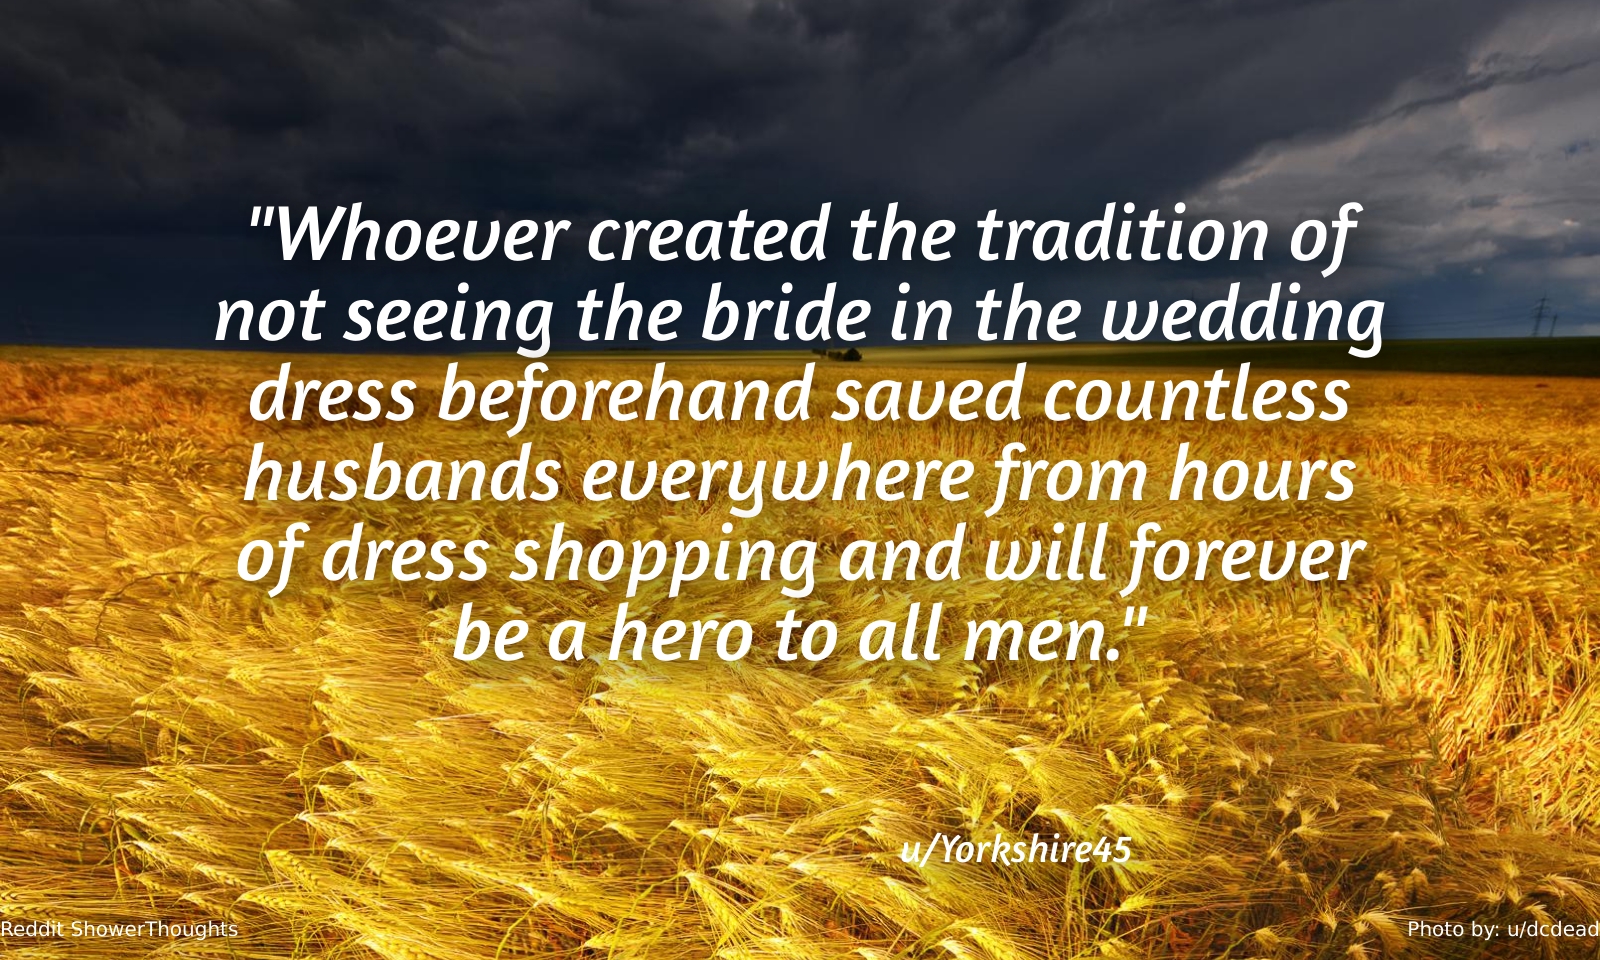 "Whoever created the tradition of
not seeing the bride in the wedding
dress beforehand saved countless
husbands everywhere from hours
of dress shopping and will forever
be a hero to all men."
u/Yorkshire45
Reddit ShowerThoughts
Photo by: u/dcdead